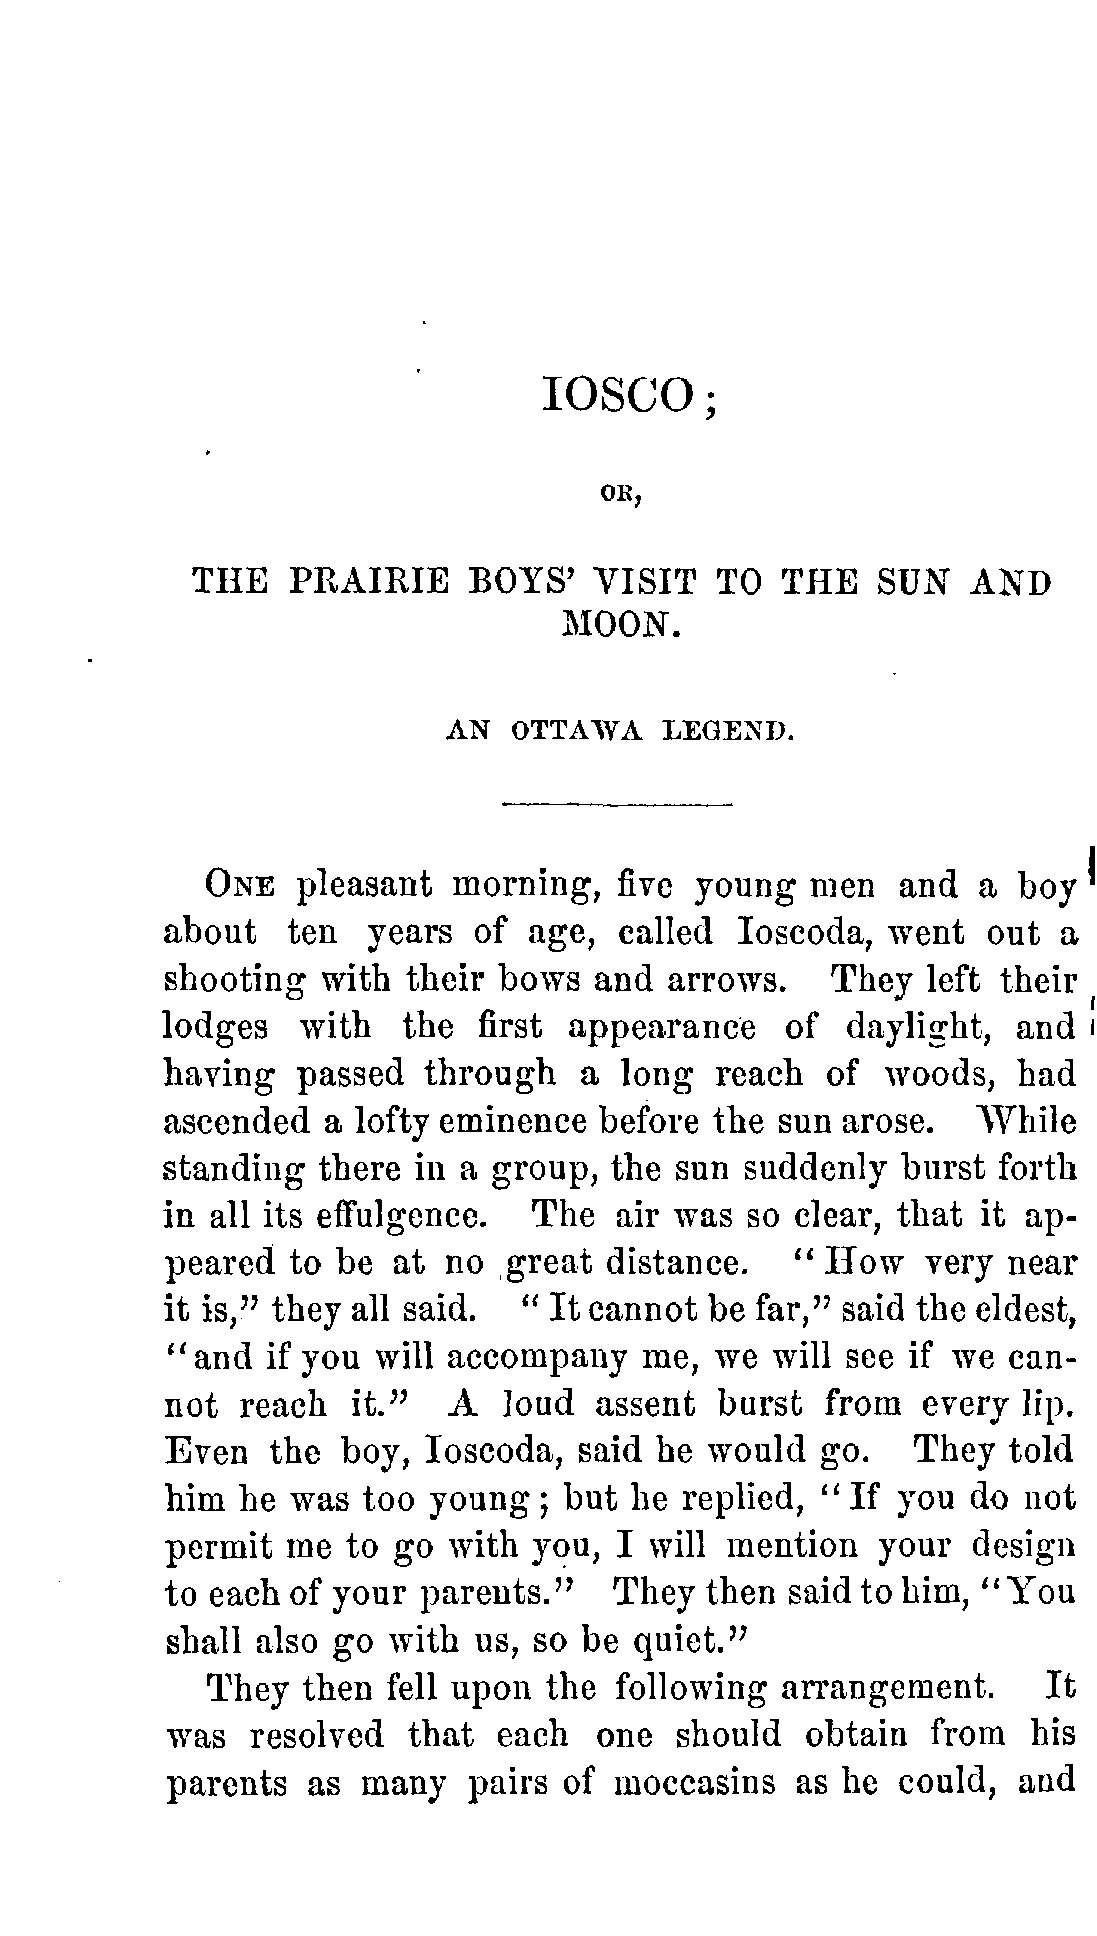 IOSCO;
OR,
THE PRAIRIE BOYS' VISIT TO THE SUN AND
MOON.
AN OTTAWA LEGEND.
ONE pleasant morning, five young men and a boy
about ten years of age, called Ioscoda, went out a
shooting with their bows and arrows. They left their
lodges with the first appearance of daylight, and
having passed through a long reach of woods, had
ascended a lofty eminence before the sun arose. While
standing there in a group, the sun suddenly burst forth
in all its effulgence. The air was so clear, that it ap-
peared to be at no great distance. "How very near
it is," they all said. "It cannot be far," said the eldest,
"and if you will accompany me, we will see if we can-
not reach it." A loud assent burst from every lip.
Even the boy, Ioscoda, said he would go. They told
him he was too young; but he replied, "If you do not
permit me to go with you, I will mention your design
to each of your parents." They then said to him, "You
shall also go with us, so be quiet."
They then fell upon the following arrangement. It
was resolved that each one should obtain from his
parents as many pairs of moccasins as he could, and